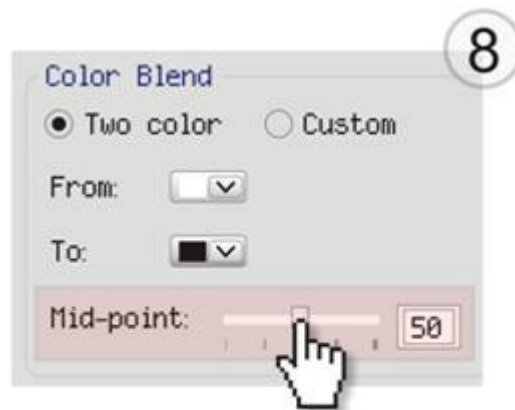 8
Color Blend
Two color Custom
From:
To:
Mid-point: 50